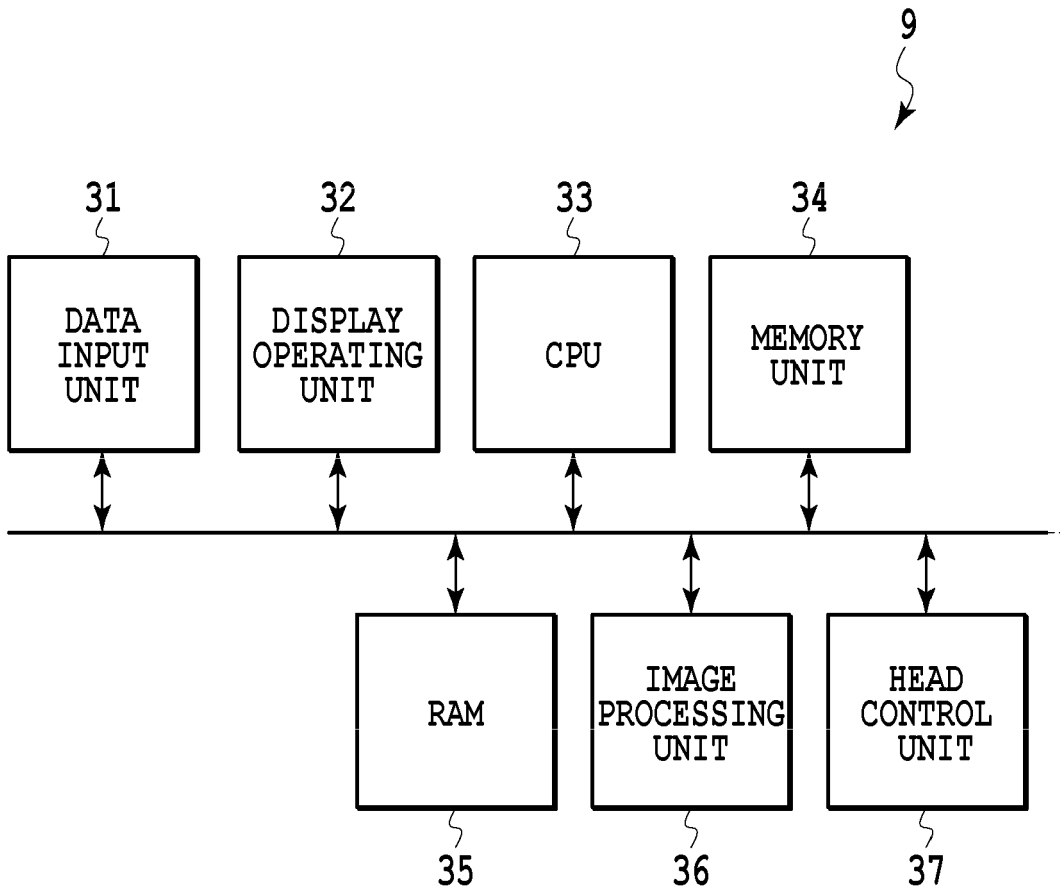 9
31
32
33
34
DATA
INPUT
UNIT
DISPLAY
OPERATING
UNIT
CPU
MEMORY
UNIT
RAM
IMAGE
PROCESSING
UNIT
HEAD
CONTROL
UNIT
35
36
37